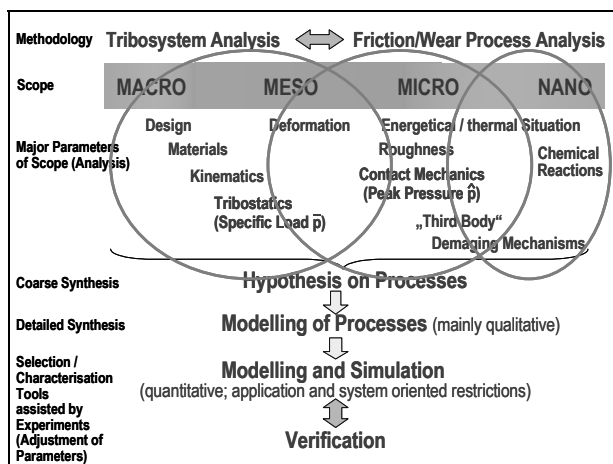 Methodology Tribosystem Analysis Friction/Wear Process Analysis
Scope MACRO MESO MICRO NANO
Major Parameters
of Scope (Analysis)
Design Deformation Energetical / thermal Situation
Materials Roughness
Chemical
Reactions
Kinematics Contact Mechanics
(Peak Pressure p̂)
Tribostatics
(Specific Load p̅)
„Third Body“
Demaging Mechanisms
Coarse Synthesis Hypothesis on Processes
Detailed Synthesis Modelling of Processes (mainly qualitative)
Selection /
Characterisation
Tools
assisted by
Experiments
(Adjustment of
Parameters)
Modelling and Simulation
(quantitative; application and system oriented restrictions)
Verification